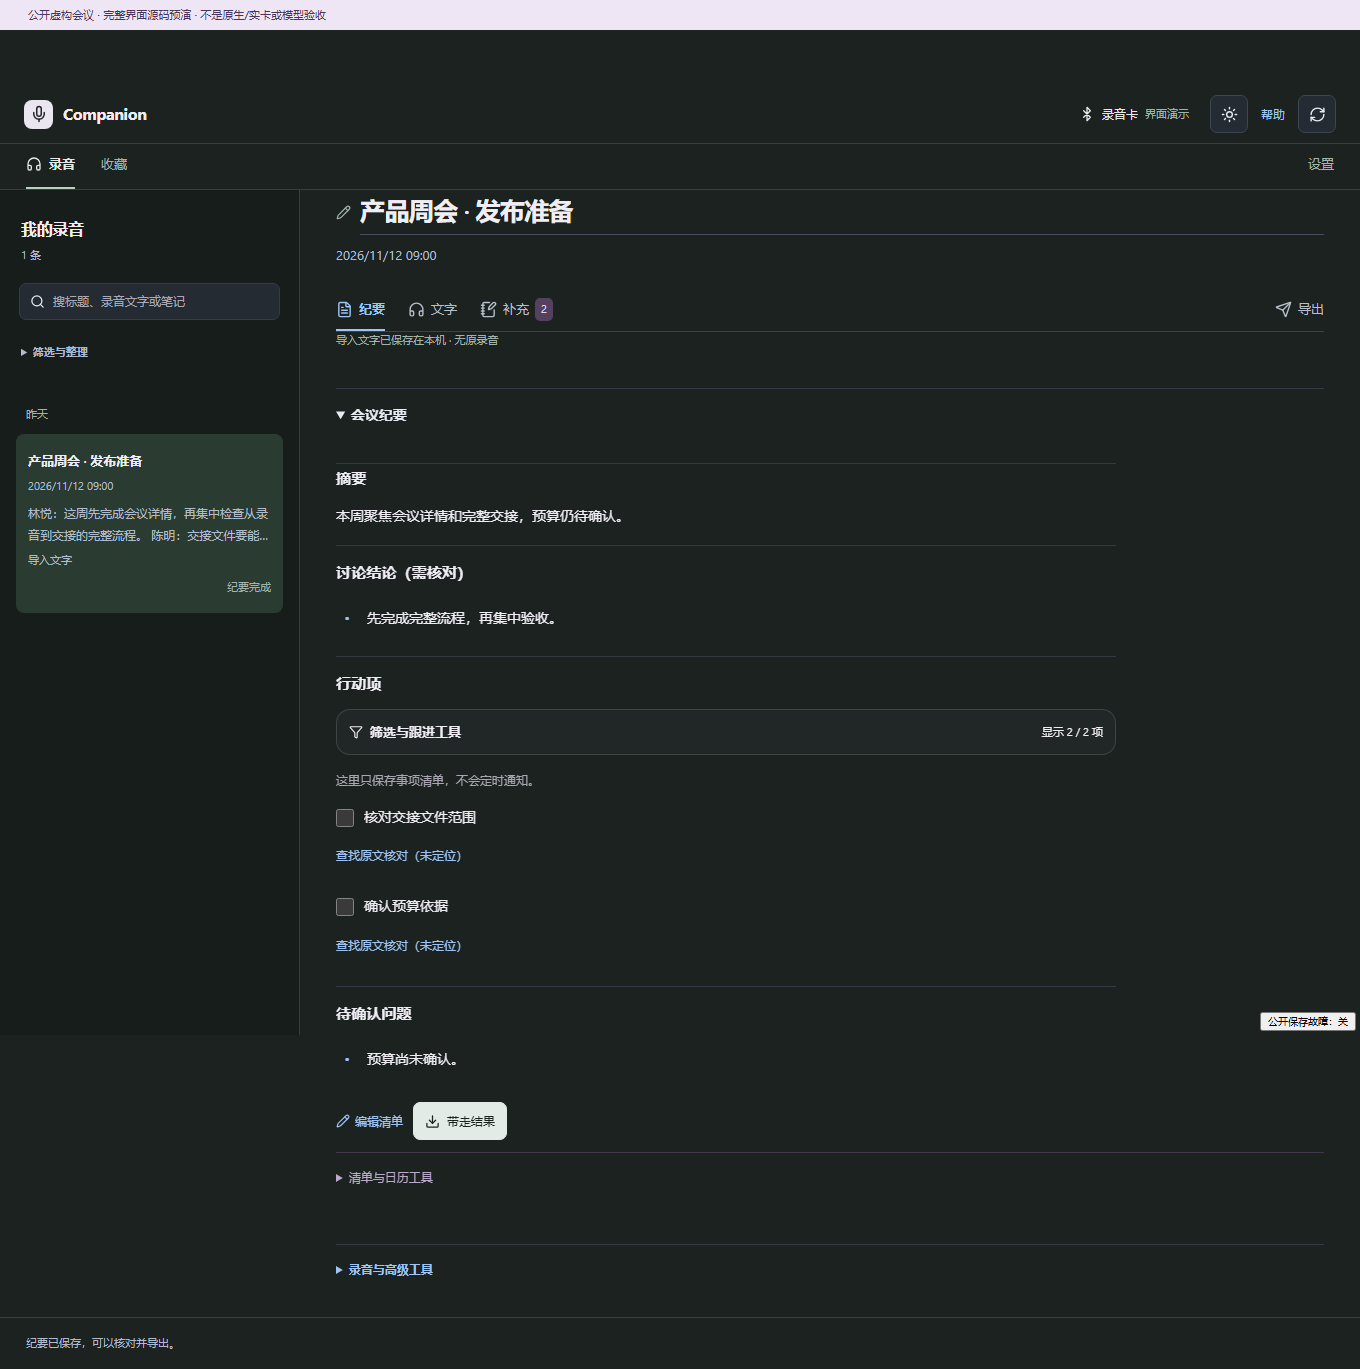 公开虚构会议 · 完整界面源码预演 · 不是原生/实卡或模型验收
Companion
录音卡 界面演示
帮助
录音
收藏
设置
我的录音
1 条
搜标题、录音文字或笔记
筛选与整理
昨天
产品周会 · 发布准备
2026/11/12 09:00
林悦：这周先完成会议详情，再集中检查从录
音到交接的完整流程。 陈明：交接文件要能...
导入文字
纪要完成
产品周会 · 发布准备
2026/11/12 09:00
纪要
文字
补充 2
导出
导入文字已保存在本机 · 无原录音
会议纪要
摘要
本周聚焦会议详情和完整交接，预算仍待确认。
讨论结论（需核对）
先完成完整流程，再集中验收。
行动项
筛选与跟进工具
显示 2 / 2 项
这里只保存事项清单，不会定时通知。
核对交接文件范围
查找原文核对（未定位）
确认预算依据
查找原文核对（未定位）
待确认问题
公开保存故障：关
预算尚未确认。
编辑清单
带走结果
清单与日历工具
录音与高级工具
纪要已保存，可以核对并导出。